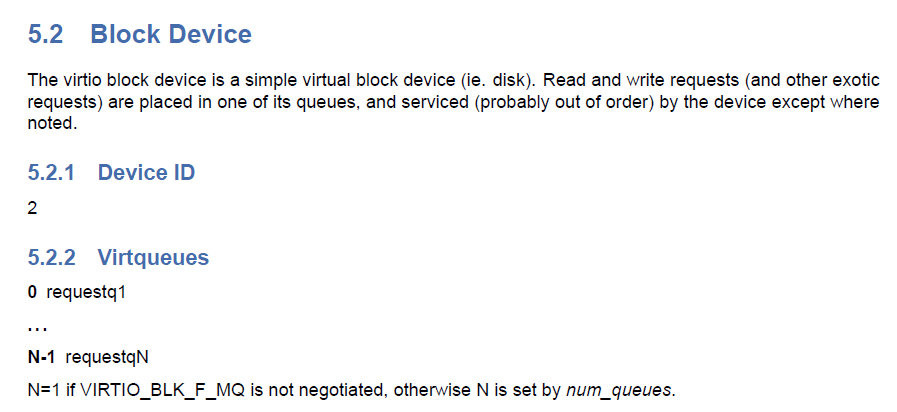 5.2 Block Device
The virtio block device is a simple virtual block device (ie. disk). Read and write requests (and other exotic
requests) are placed in one of its queues, and serviced (probably out of order) by the device except where
noted.
5.2.1 Device ID
2
5.2.2 Virtqueues
0 requestq1
...
N-1 requestqN
N=1 if VIRTIO_BLK_F_MQ is not negotiated, otherwise N is set by num_queues.